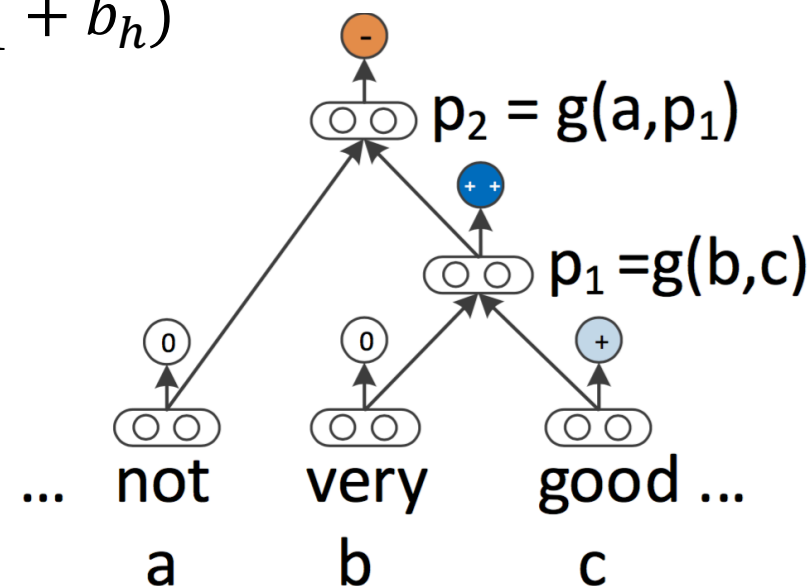 + b_h)
-
p₂ = g(a,p₁)
+ +
p₁ =g(b,c)
0 0 +
... not very good ...
a b c